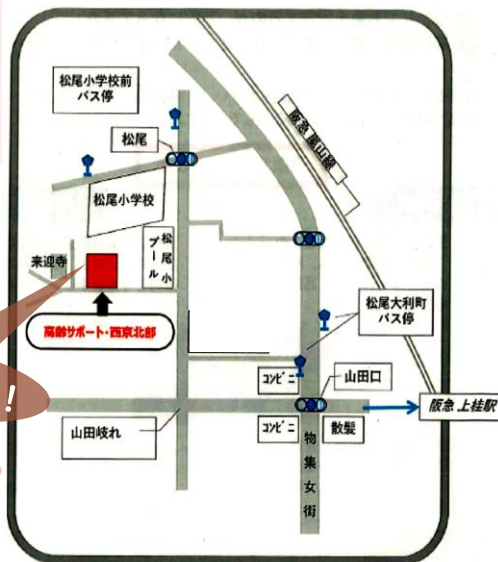 松尾小学校前
バス停
松尾
阪急 嵐山線
松尾小学校
松尾小
プール
来迎寺
高齢サポート・西京北部
松尾大利町
バス停
コンビニ
山田口
！
阪急 上桂駅
山田岐れ
コンビニ
散髪
物集女街